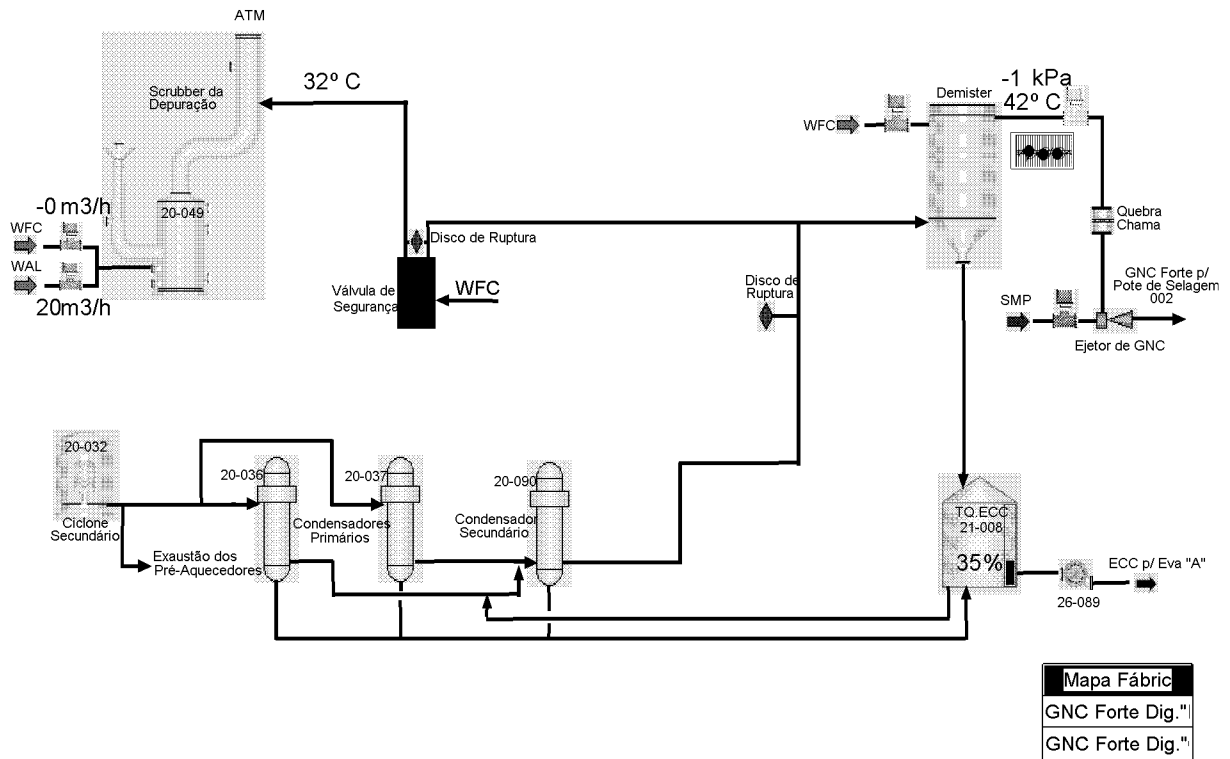 ATM
Scrubber da
Depuração
32º C
20-049
-0 m3/h
WFC
WAL
20m3/h
Disco de Ruptura
Válvula de
Segurança
WFC
Disco de
Ruptura
Demister
-1 kPa
42º C
WFC
Quebra
Chama
GNC Forte p/
Pote de Selagem
002
SMP
Ejetor de GNC
20-032
Ciclone
Secundário
Exaustão dos
Pré-Aquecedores
20-036
20-037
Condensadores
Primários
20-090
Condensador
Secundário
TQ.ECC
21-008
35%
ECC p/ Eva "A"
26-089
Mapa Fábric
GNC Forte Dig."
GNC Forte Dig."